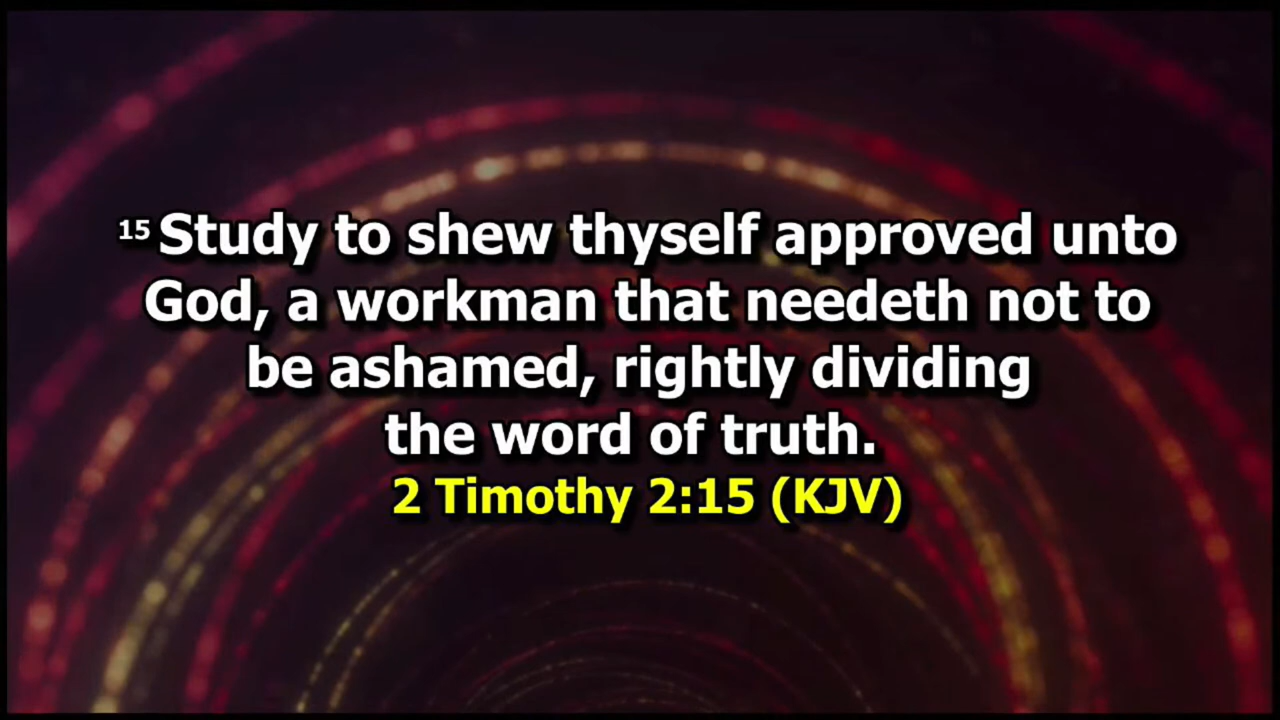 15 Study to shew thyself approved unto
God, a workman that needeth not to
be ashamed, rightly dividing
the word of truth.
2 Timothy 2:15 (KJV)